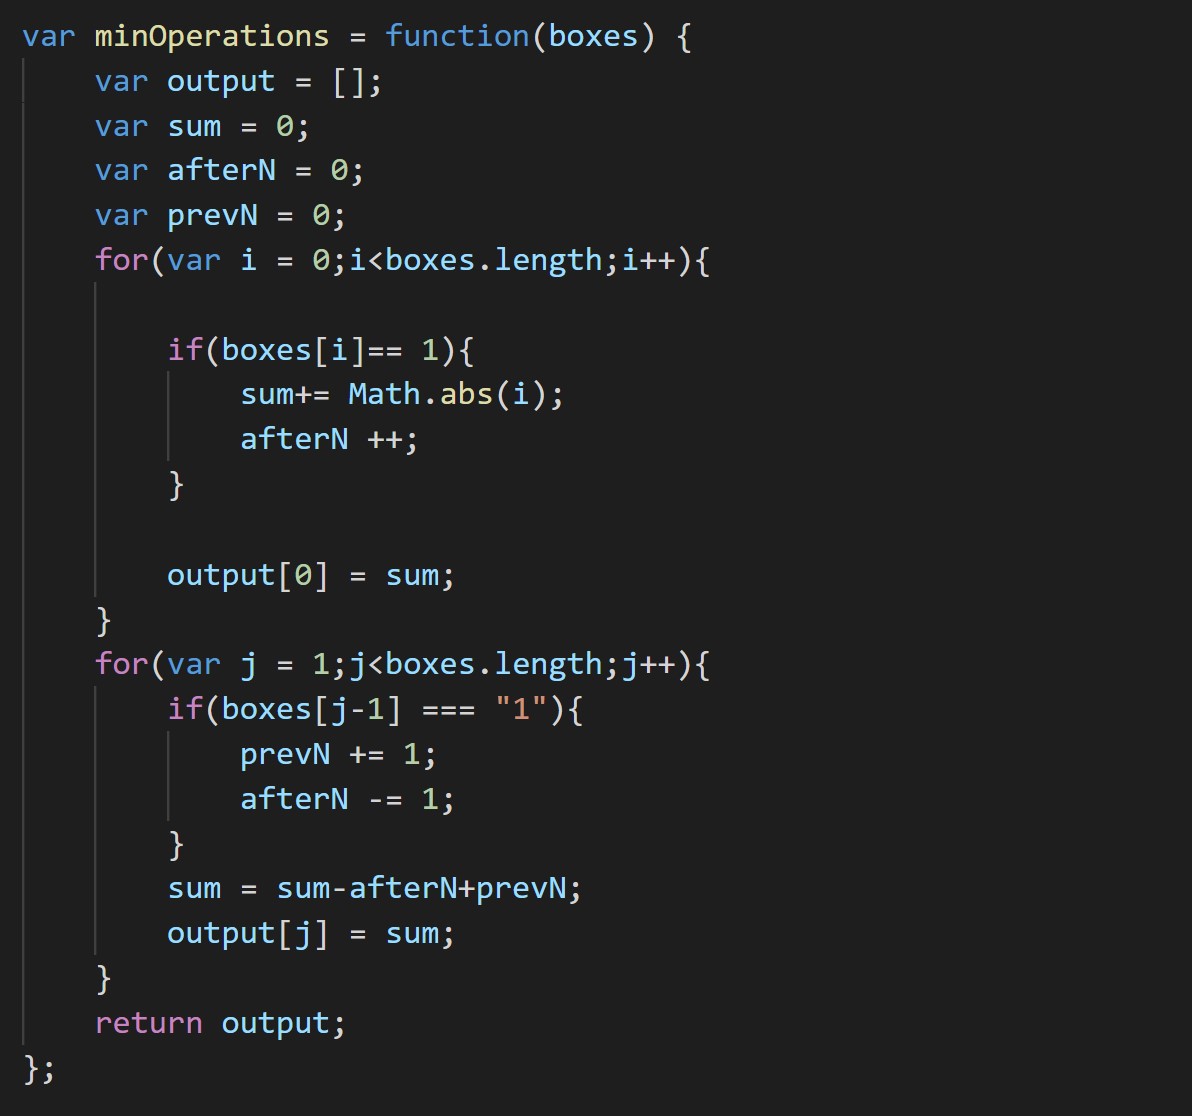 var minOperations = function(boxes) {
    var output = [];
    var sum = 0;
    var afterN = 0;
    var prevN = 0;
    for(var i = 0;i<boxes.length;i++){

        if(boxes[i]== 1){
            sum+= Math.abs(i);
            afterN ++;
        }

        output[0] = sum;
    }
    for(var j = 1;j<boxes.length;j++){
        if(boxes[j-1] === "1"){
            prevN += 1;
            afterN -= 1;
        }
        sum = sum-afterN+prevN;
        output[j] = sum;
    }
    return output;
};